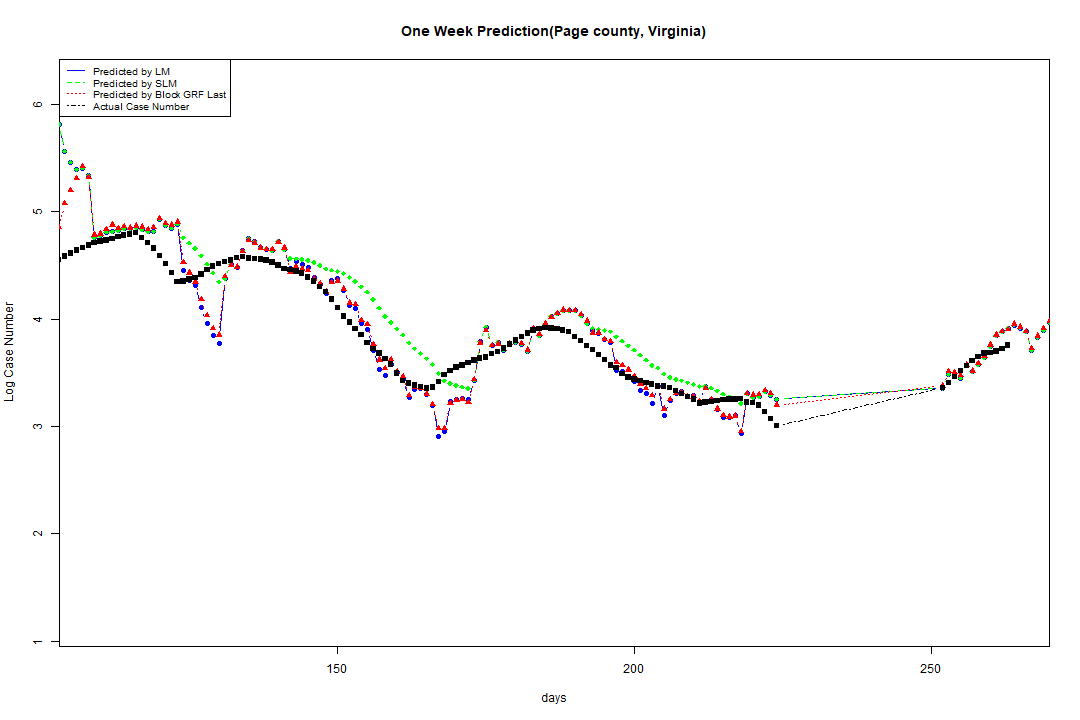 One Week Prediction(Page county, Virginia)
Predicted by LM
Predicted by SLM
Predicted by Block GRF Last
Actual Case Number
6
5
4
3
2
1
Log Case Number
150
200
250
days